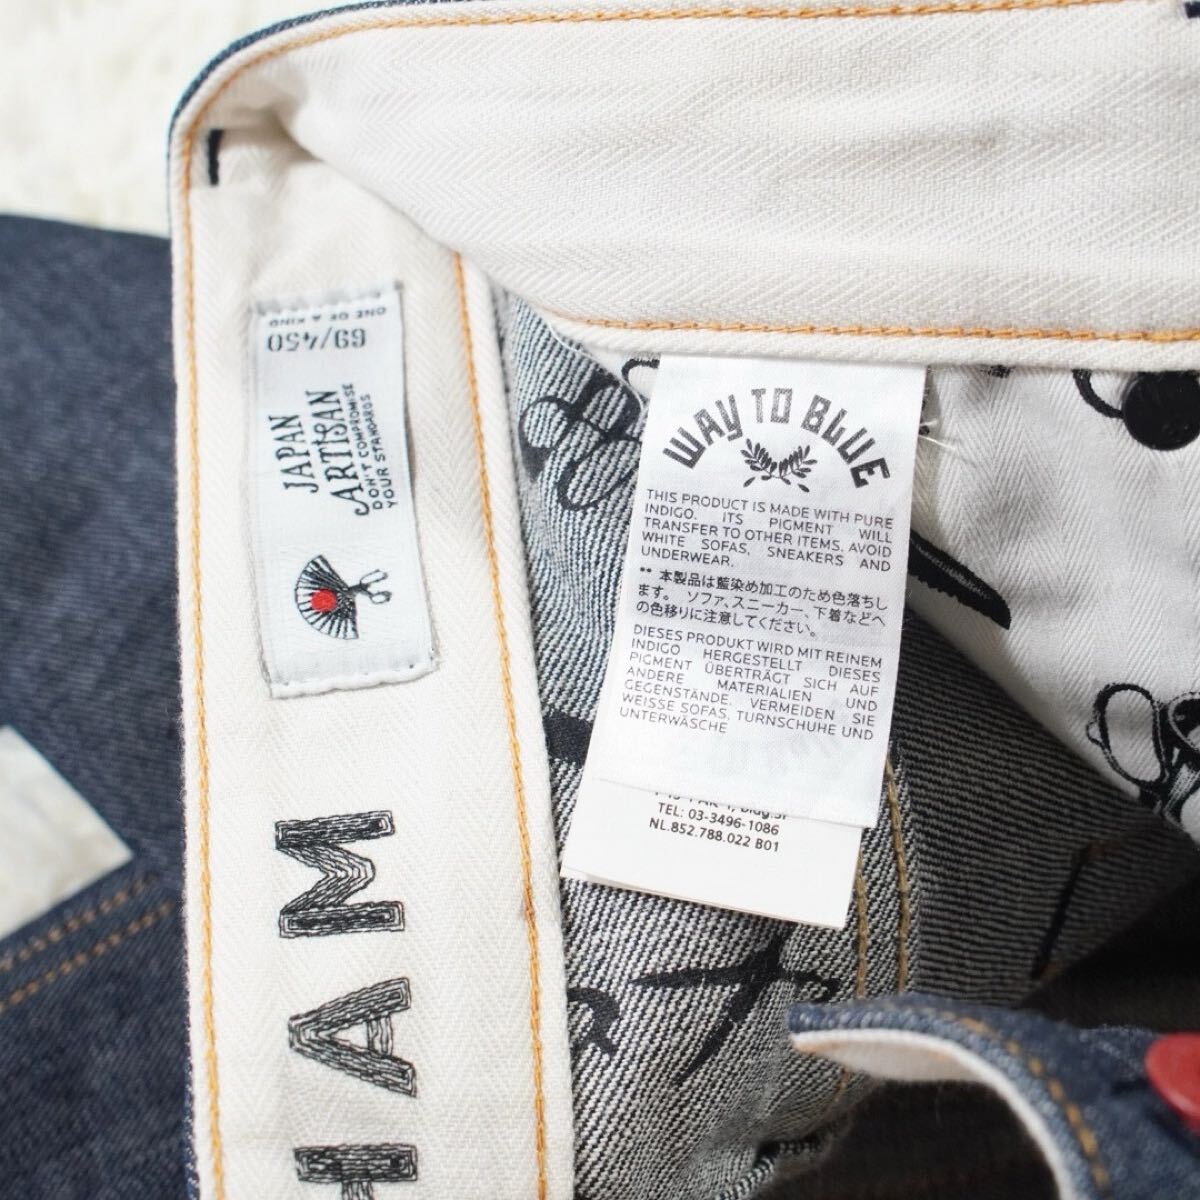 69/450
ONE OF A KIND
JAPAN
ARTISAN
DON'T COMPROMISE
YOUR STANDARDS
WAY TO BLUE
THIS PRODUCT IS MADE WITH PURE
INDIGO. ITS PIGMENT WILL
TRANSFER TO OTHER ITEMS, AVOID
WHITE SOFAS, SNEAKERS AND
UNDERWEAR.
** 本製品は藍染め加工のため色落ちし
ます。 ソファ、スニーカー、下着などへ
の色移りに注意してください。
DIESES PRODUKT WIRD MIT REINEM
INDIGO HERGESTELLT DIESES
PIGMENT ÜBERTRÄGT SICH AUF
ANDERE MATERIALIEN UND
GEGENSTÄNDE. VERMEIDEN SIE
WEISSE SOFAS, TURNSCHUHE UND
UNTERWÄSCHE
TEL: 03-3496-1086
NL.852.788.022 B01
HAM